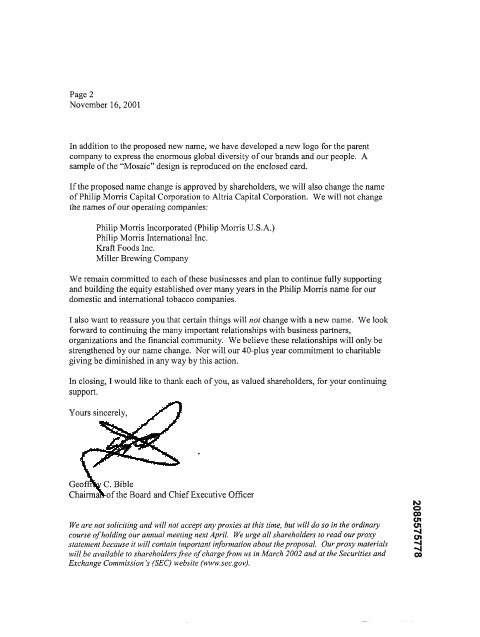 Page 2
November 16, 2001
In addition to the proposed new name, we have developed a new logo for the parent
company to express the enormous global diversity of our brands and our people. A
sample of the "Mosaic" design is reproduced on the enclosed card.
If the proposed name change is approved by shareholders, we will also change the name
of Philip Morris Capital Corporation to Altria Capital Corporation. We will not change
the names of our operating companies:
Philip Morris Incorporated (Philip Morris U.S.A.)
Philip Morris International Inc.
Kraft Foods Inc.
Miller Brewing Company
We remain committed to each of these businesses and plan to continue fully supporting
and building the equity established over many years in the Philip Morris name for our
domestic and international tobacco companies.
I also want to reassure you that certain things will not change with a new name. We look
forward to continuing the many important relationships with business partners,
organizations and the financial community. We believe these relationships will only be
strengthened by our name change. Nor will our 40-plus year commitment to charitable
giving be diminished in any way by this action.
In closing, I would like to thank each of you, as valued shareholders, for your continuing
support.
Yours sincerely,
Geoffrey C. Bible
Chairman of the Board and Chief Executive Officer
We are not soliciting and will not accept any proxies at this time, but will do so in the ordinary
course of holding our annual meeting next April. We urge all shareholders to read our proxy
statement because it will contain important information about the proposal. Our proxy materials
will be available to shareholders free of charge from us in March 2002 and at the Securities and
Exchange Commission's (SEC) website (www.sec.gov).
2085575778